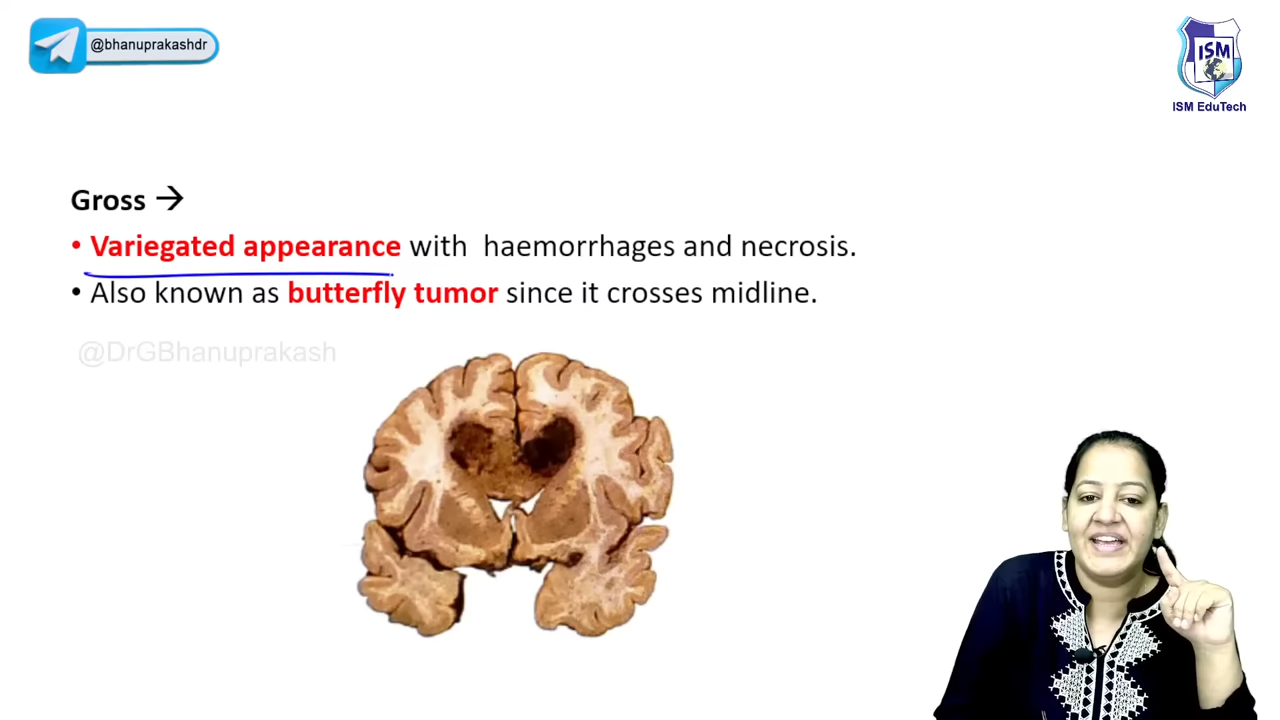 @bhanuprakashdr
ISM
ISM EduTech
Gross →
• Variegated appearance with haemorrhages and necrosis.
• Also known as butterfly tumor since it crosses midline.
@DrGBhanuprakash